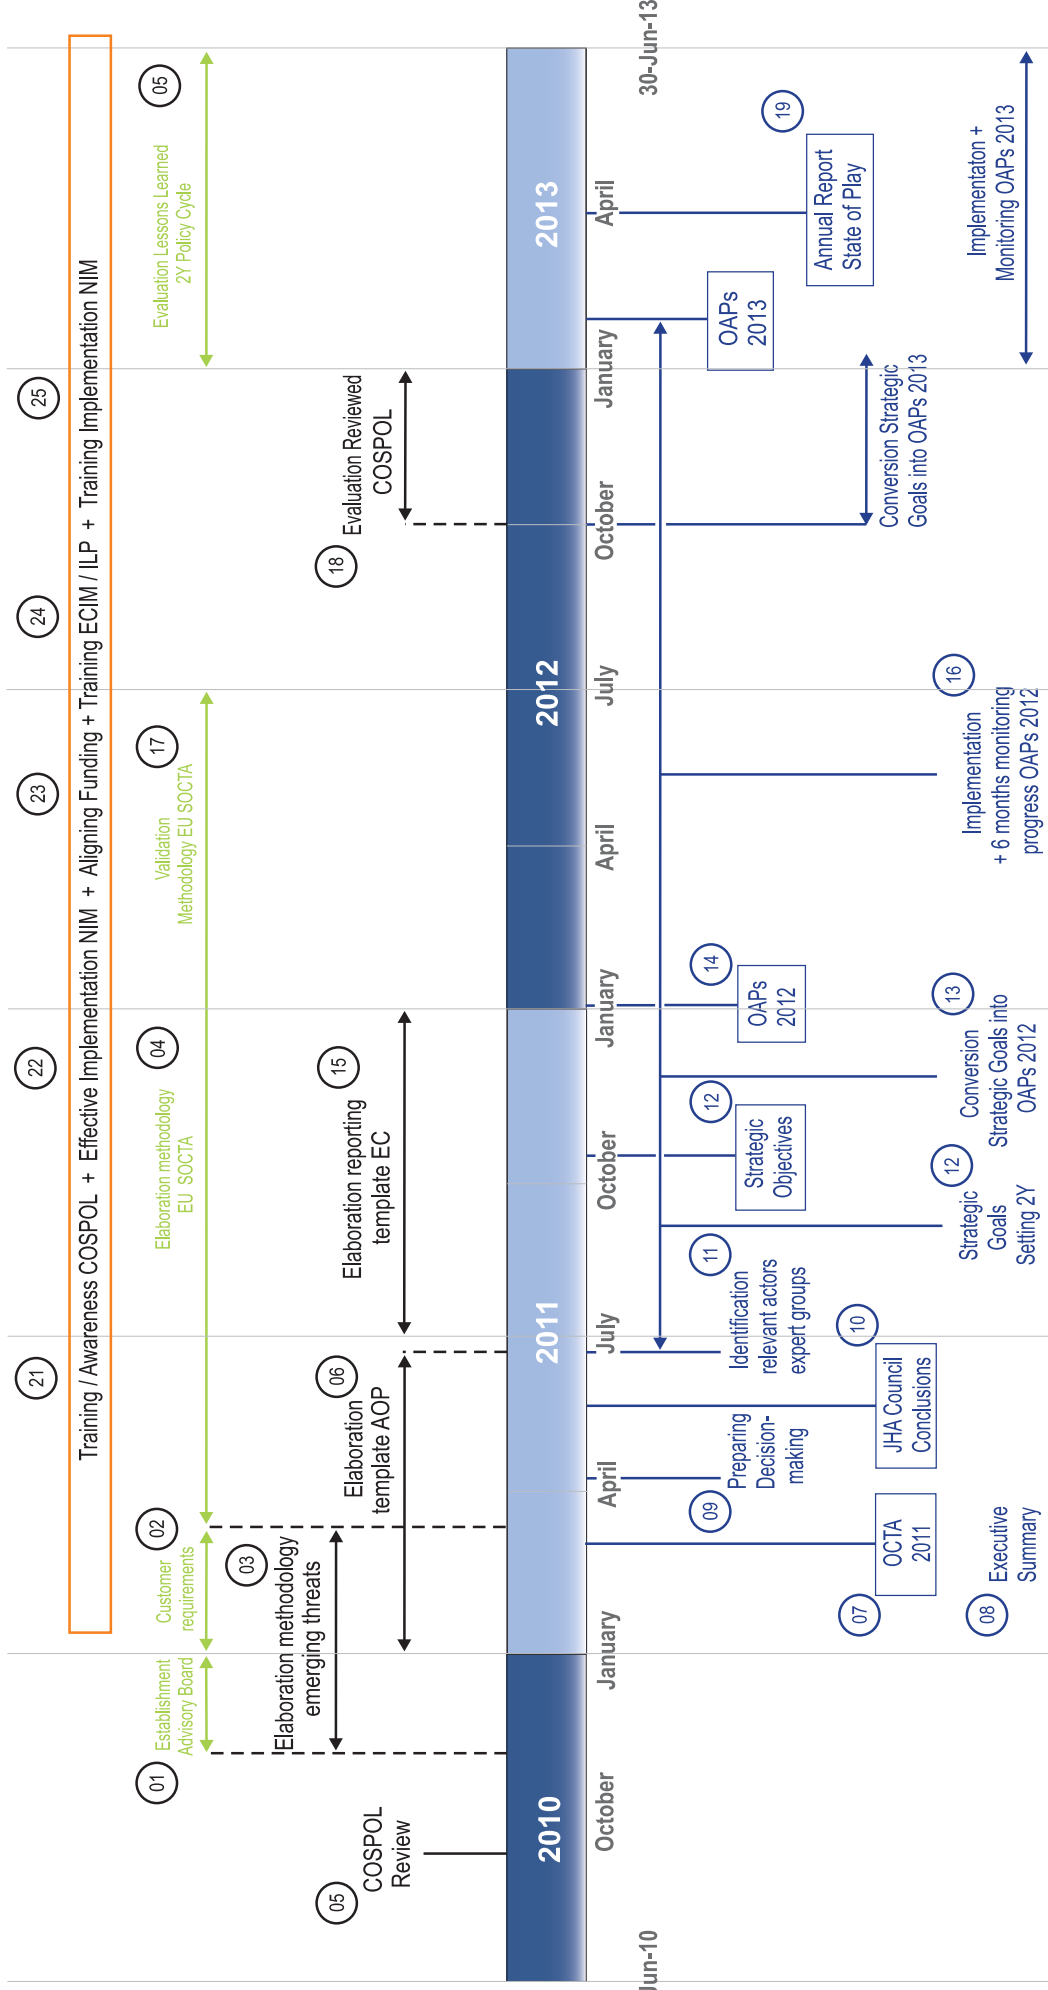 21
22
23
24
25
Training / Awareness COSPOL + Effective Implementation NIM + Aligning Funding + Training ECIM / ILP + Training Implementation NIM
01
Establishment
Advisory Board
02
Customer
requirements
04
Elaboration methodology
EU SOCTA
17
Validation
Methodology EU SOCTA
05
Evaluation Lessons Learned
2Y Policy Cycle
03
Elaboration methodology
emerging threats
05
COSPOL
Review
06
Elaboration
template AOP
15
Elaboration reporting
template EC
18
Evaluation Reviewed
COSPOL
2010
2011
2012
2013
Jun-10
October
January
April
July
October
January
April
July
October
January
April
30-Jun-13
09
Preparing
Decision-
making
11
Identification
relevant actors
expert groups
12
Strategic
Objectives
14
OAPs
2012
OAPs
2013
19
Annual Report
State of Play
07
OCTA
2011
10
JHA Council
Conclusions
Conversion Strategic
Goals into OAPs 2013
08
Executive
Summary
12
Strategic
Goals
Setting 2Y
13
Conversion
Strategic Goals into
OAPs 2012
16
Implementation
+ 6 months monitoring
progress OAPs 2012
Implementaton +
Monitoring OAPs 2013